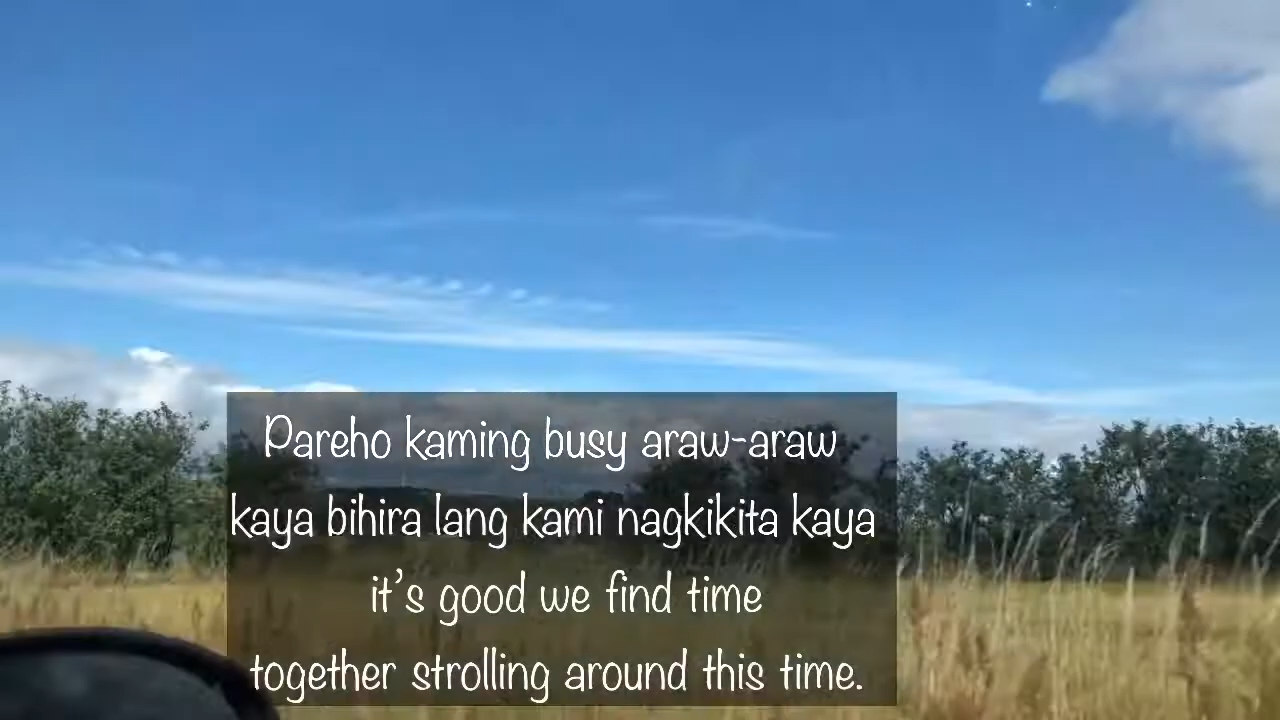 Pareho kaming busy araw-araw
kaya bihira lang kami nagkikita kaya
it's good we find time
together strolling around this time.